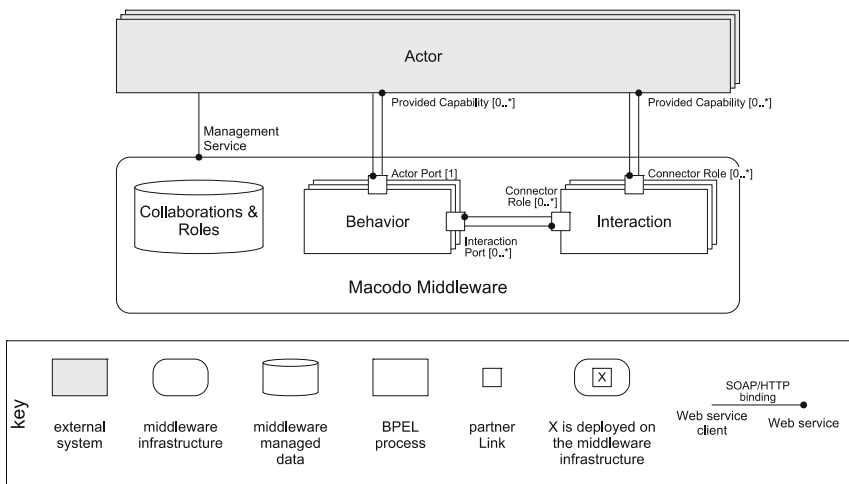 Actor
Provided Capability [0..*]
Provided Capability [0..*]
Management
Service
Actor Port [1]
Connector Role [0..*]
Connector
Role [0..*]
Collaborations &
Roles
Behavior
Interaction
Interaction
Port [0..*]
Macodo Middleware
key
external
system
middleware
infrastructure
middleware
managed
data
BPEL
process
partner
Link
X
X is deployed on
the middleware
infrastructure
SOAP/HTTP
binding
Web service
client
Web service